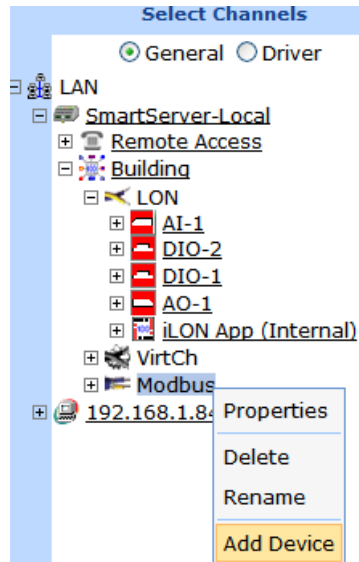 Select Channels
General Driver
LAN
SmartServer-Local
Remote Access
Building
LON
AI-1
DIO-2
DIO-1
AO-1
iLON App (Internal)
VirtCh
Modbus
192.168.1.84
Properties
Delete
Rename
Add Device